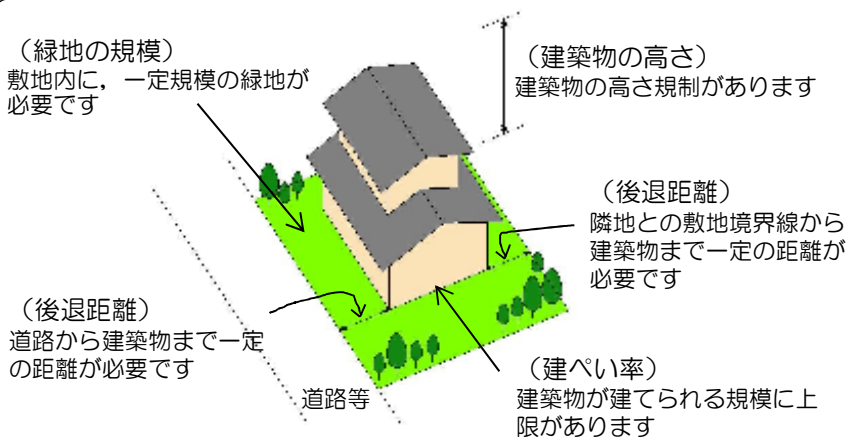 （緑地の規模）
敷地内に，一定規模の緑地が
必要です
（建築物の高さ）
建築物の高さ規制があります
（後退距離）
隣地との敷地境界線から
建築物まで一定の距離が
必要です
（後退距離）
道路から建築物まで一定
の距離が必要です
道路等
（建ぺい率）
建築物が建てられる規模に上
限があります